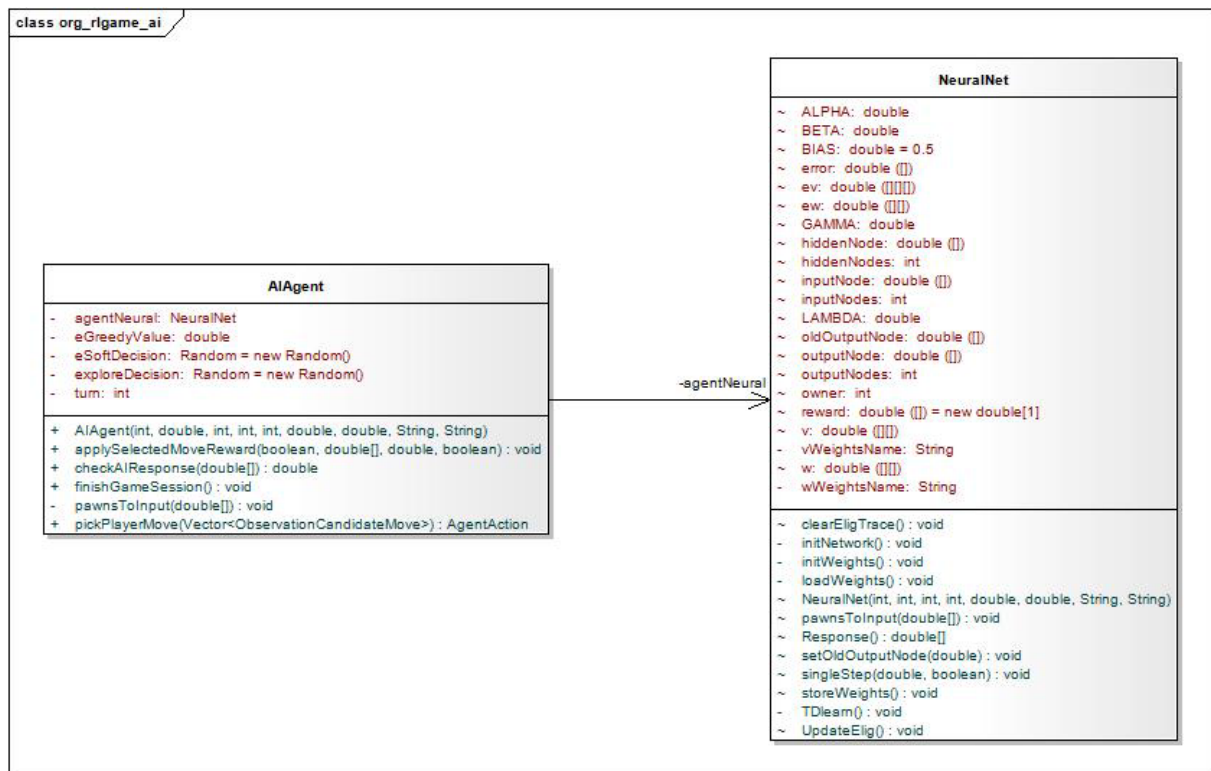 class org_rlgame_ai
AIAgent
- agentNeural: NeuralNet
- eGreedyValue: double
- eSoftDecision: Random = new Random()
- exploreDecision: Random = new Random()
- turn: int
+ AIAgent(int, double, int, int, int, double, double, String, String)
+ applySelectedMoveReward(boolean, double[], double, boolean) : void
+ checkAIResponse(double[]) : double
+ finishGameSession() : void
- pawnsToInput(double[]) : void
+ pickPlayerMove(Vector<ObservationCandidateMove>) : AgentAction
-agentNeural
NeuralNet
~ ALPHA: double
~ BETA: double
~ BIAS: double = 0.5
~ error: double ([])
~ ev: double ([][][])
~ ew: double ([][])
~ GAMMA: double
~ hiddenNode: double ([])
~ hiddenNodes: int
~ inputNode: double ([])
~ inputNodes: int
~ LAMBDA: double
~ oldOutputNode: double ([])
~ outputNode: double ([])
~ outputNodes: int
~ owner: int
~ reward: double ([]) = new double[1]
~ v: double ([][])
- vWeightsName: String
~ w: double ([][])
- wWeightsName: String
~ clearEligTrace() : void
- initNetwork() : void
- initWeights() : void
- loadWeights() : void
~ NeuralNet(int, int, int, int, double, double, String, String)
~ pawnsToInput(double[]) : void
~ Response() : double[]
~ setOldOutputNode(double) : void
~ singleStep(double, boolean) : void
~ storeWeights() : void
- TDlearn() : void
~ UpdateElig() : void